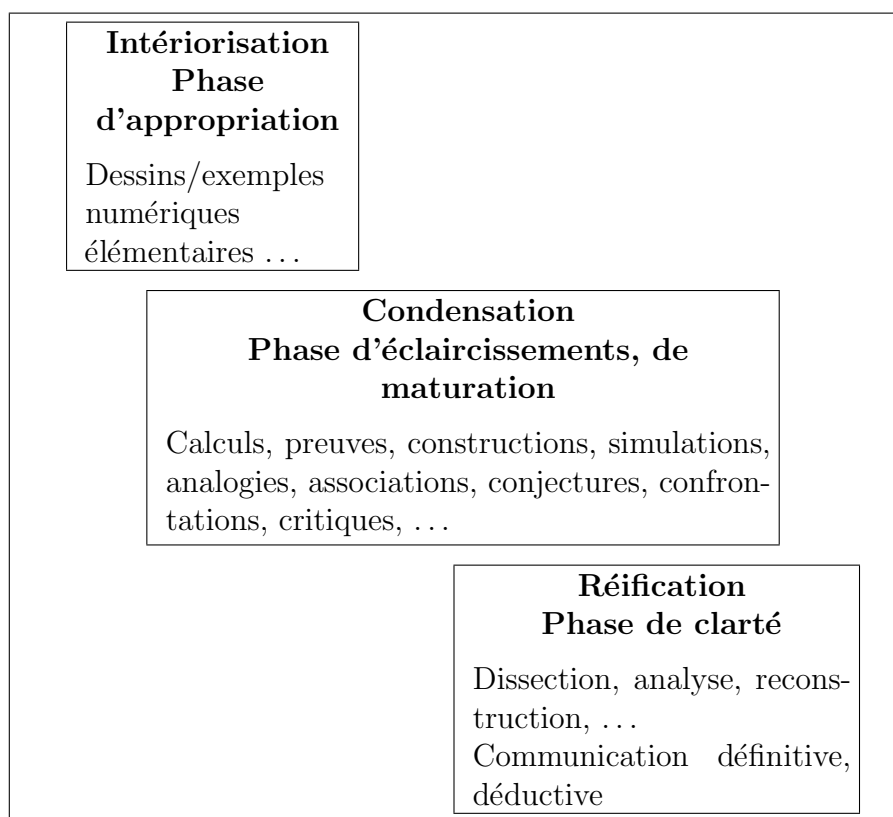 Intériorisation
Phase
d'appropriation
Dessins/exemples
numériques
élémentaires ...
Condensation
Phase d'éclaircissements, de
maturation
Calculs, preuves, constructions, simulations,
analogies, associations, conjectures, confron-
tations, critiques, ...
Réification
Phase de clarté
Dissection, analyse, recons-
truction, ...
Communication définitive,
déductive